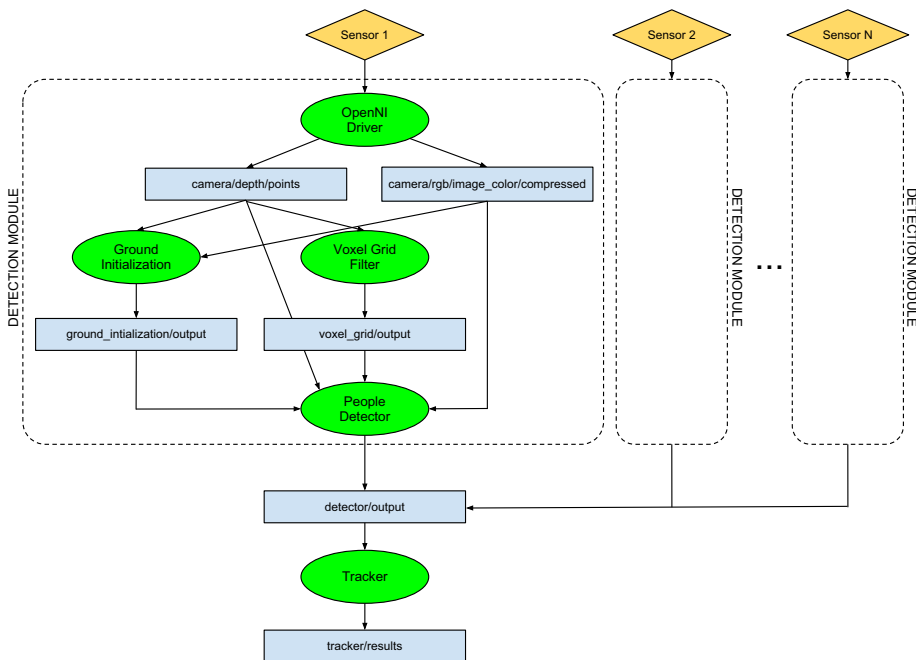 Sensor 1
Sensor 2
Sensor N
OpenNI
Driver
camera/depth/points
camera/rgb/image_color/compressed
DETECTION MODULE
DETECTION MODULE
DETECTION MODULE
Ground
Initialization
Voxel Grid
Filter
...
ground_intialization/output
voxel_grid/output
People
Detector
detector/output
Tracker
tracker/results